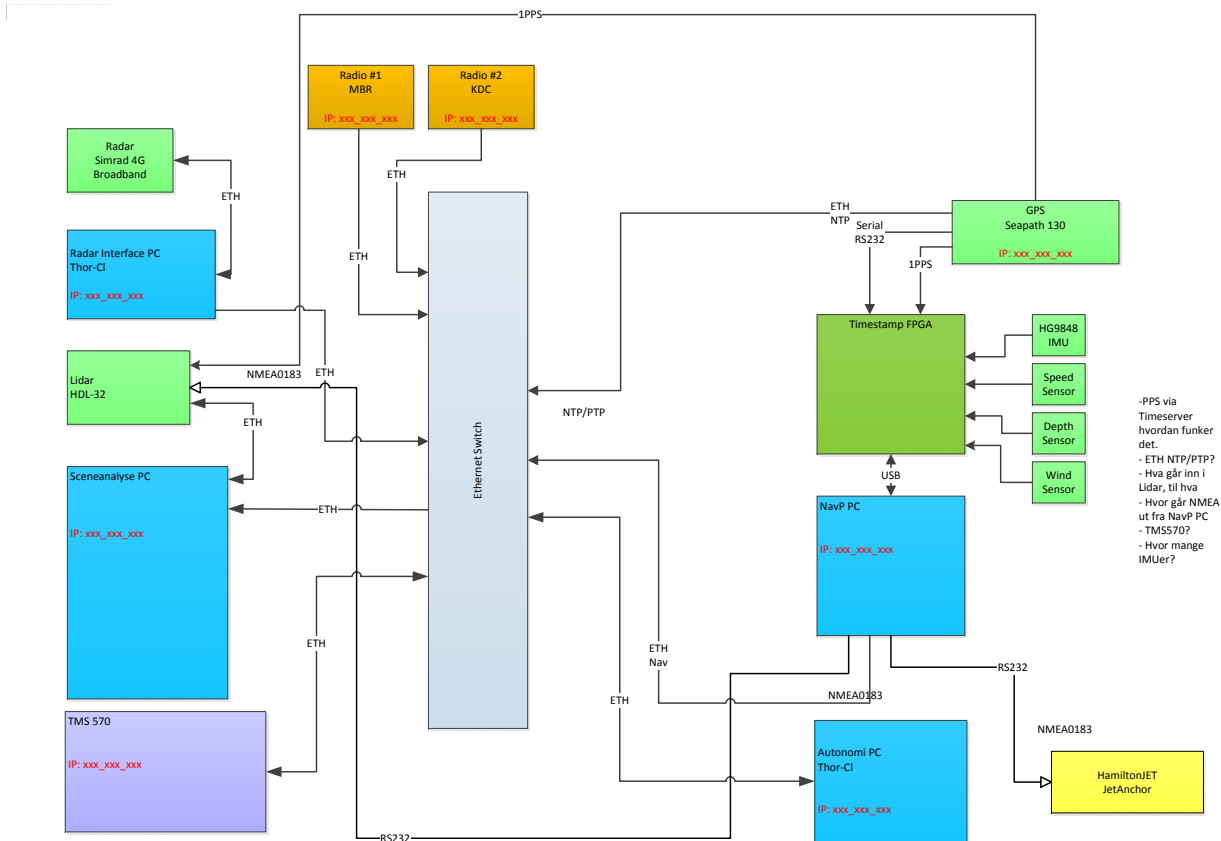 1PPS
Radio #1
MBR
IP: xxx_xxx_xxx
Radio #2
KDC
IP: xxx_xxx_xxx
Radar
Simrad 4G
Broadband
ETH
ETH
ETH
Radar Interface PC
Thor-Cl
IP: xxx_xxx_xxx
ETH
Lidar
HDL-32
NMEA0183
ETH
Sceneanalyse PC
IP: xxx_xxx_xxx
ETH
ETH
TMS 570
IP: xxx_xxx_xxx
Ethernet Switch
ETH
NTP
Serial
RS232
1PPS
GPS
Seapath 130
IP: xxx_xxx_xxx
NTP/PTP
Timestamp FPGA
HG9848
IMU
Speed
Sensor
Depth
Sensor
Wind
Sensor
USB
NavP PC
IP: xxx_xxx_xxx
-PPS via
Timeserver
hvordan funker
det.
- ETH NTP/PTP?
- Hva går inn i
Lidar, til hva
- Hvor går NMEA
ut fra NavP PC
- TMS570?
- Hvor mange
IMUer?
ETH
Nav
ETH
NMEA0183
RS232
NMEA0183
Autonomi PC
Thor-Cl
IP: xxx_xxx_xxx
HamiltonJET
JetAnchor
RS232